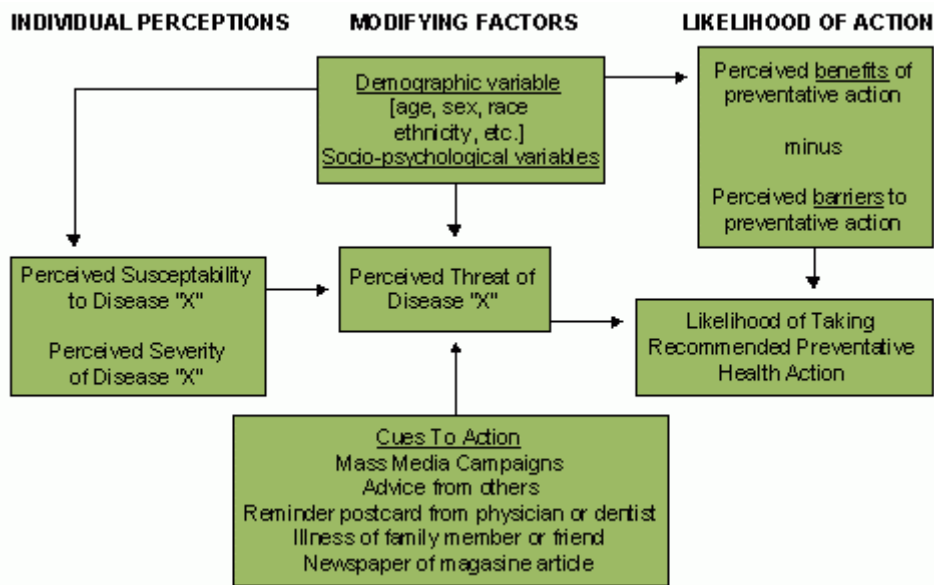 INDIVIDUAL PERCEPTIONS
MODIFYING FACTORS
LIKELIHOOD OF ACTION
Demographic variable
[age, sex, race
ethnicity, etc.]
Socio-psychological variables
Perceived benefits of
preventative action
minus
Perceived barriers to
preventative action
Perceived Susceptability
to Disease "X"
Perceived Severity
of Disease "X"
Perceived Threat of
Disease "X"
Likelihood of Taking
Recommended Preventative
Health Action
Cues To Action
Mass Media Campaigns
Advice from others
Reminder postcard from physician or dentist
Illness of family member or friend
Newspaper of magasine article